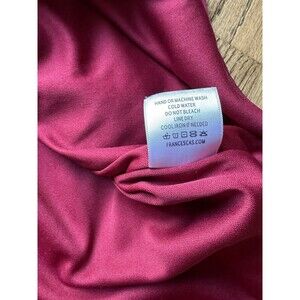 HAND OR MACHINE WASH
COLD WATER
DO NOT BLEACH
LINE DRY
COOL IRON IF NEEDED
FRANCESCAS.COM